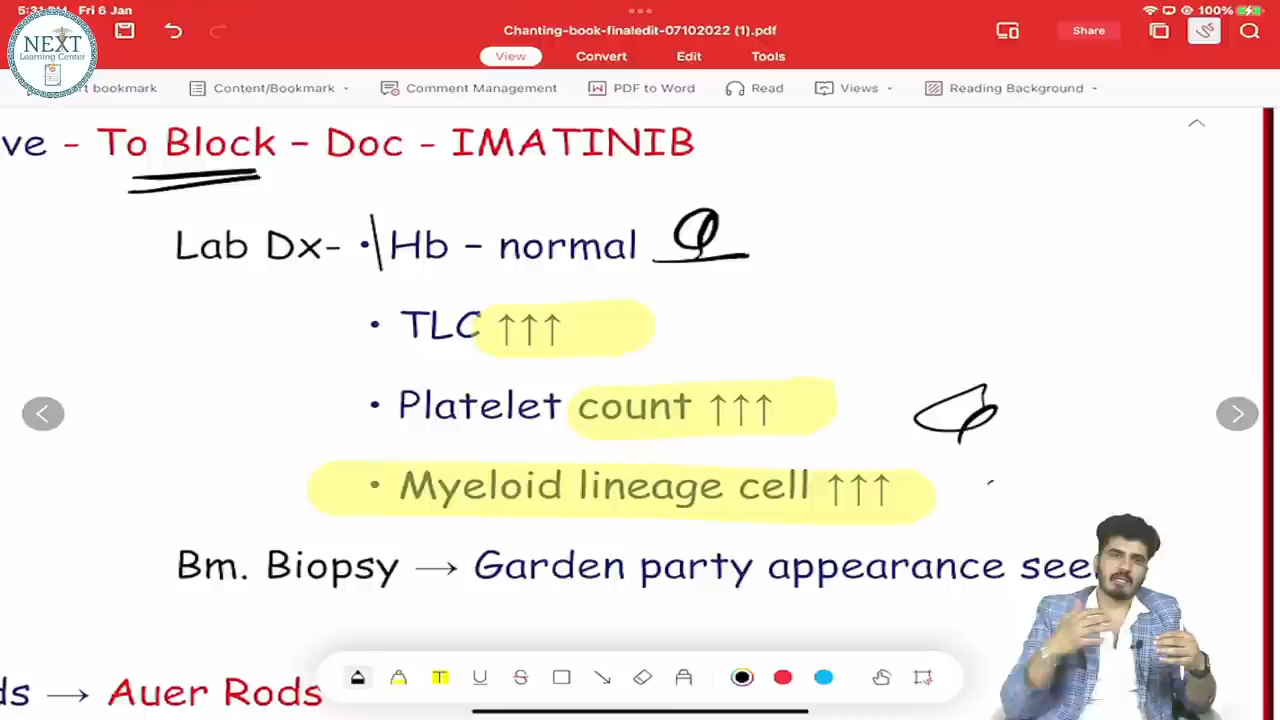 5:31 PM Fri 6 Jan
100%
NEXT
Learning Center
Chanting-book-finaledit-07102022 (1).pdf
Share
View
Convert
Edit
Tools
bookmark
Content/Bookmark
Comment Management
PDF to Word
Read
Views
Reading Background
ve - To Block – Doc - IMATINIB
Lab Dx- • Hb – normal
• TLC ↑↑↑
• Platelet count ↑↑↑
• Myeloid lineage cell ↑↑↑
Bm. Biopsy → Garden party appearance see
ds → Auer Rods